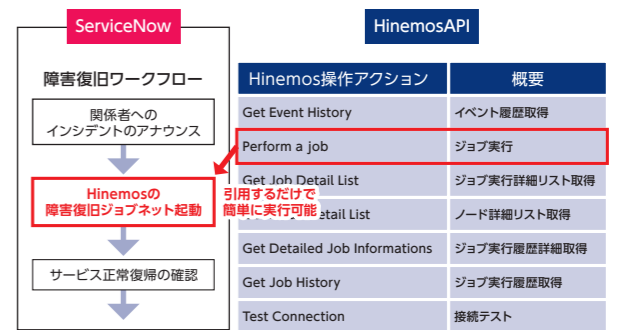 ServiceNow
HinemosAPI
障害復旧ワークフロー
関係者への
インシデントのアナウンス
Hinemosの
障害復旧ジョブネット起動
サービス正常復帰の確認
引用するだけで
簡単に実行可能
Hinemos操作アクション 概要
Get Event History イベント履歴取得
Perform a job ジョブ実行
Get Job Detail List ジョブ実行詳細リスト取得
etail List ノード詳細リスト取得
Get Detailed Job Informations ジョブ実行履歴詳細取得
Get Job History ジョブ実行履歴取得
Test Connection 接続テスト